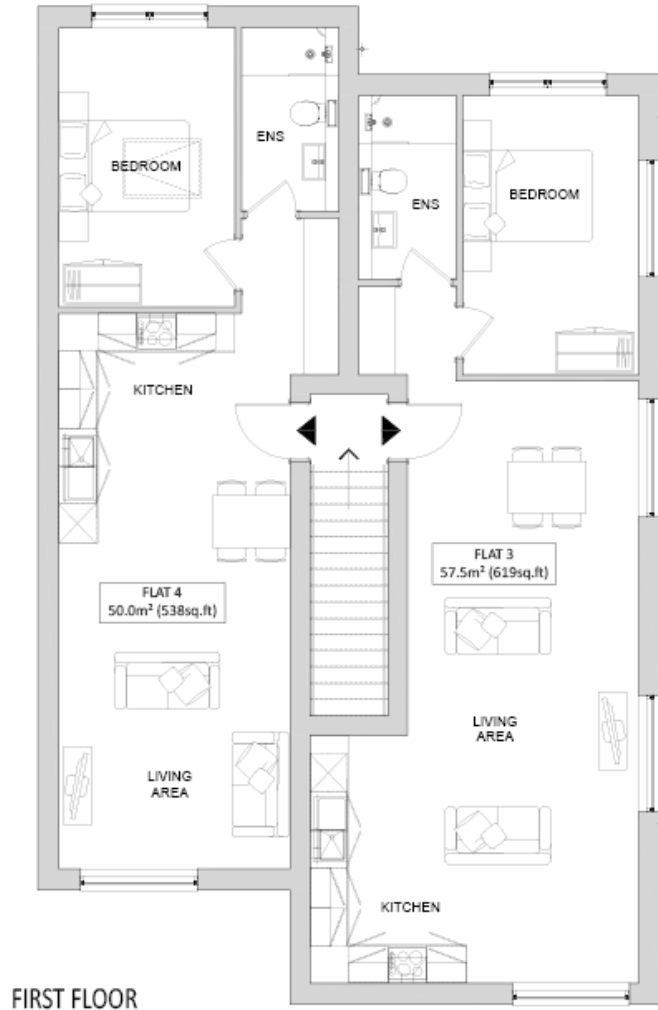 ENS
BEDROOM
BEDROOM
ENS
KITCHEN
FLAT 3
57.5m² (619sq.ft)
FLAT 4
50.0m² (538sq.ft)
LIVING
AREA
LIVING
AREA
KITCHEN
FIRST FLOOR